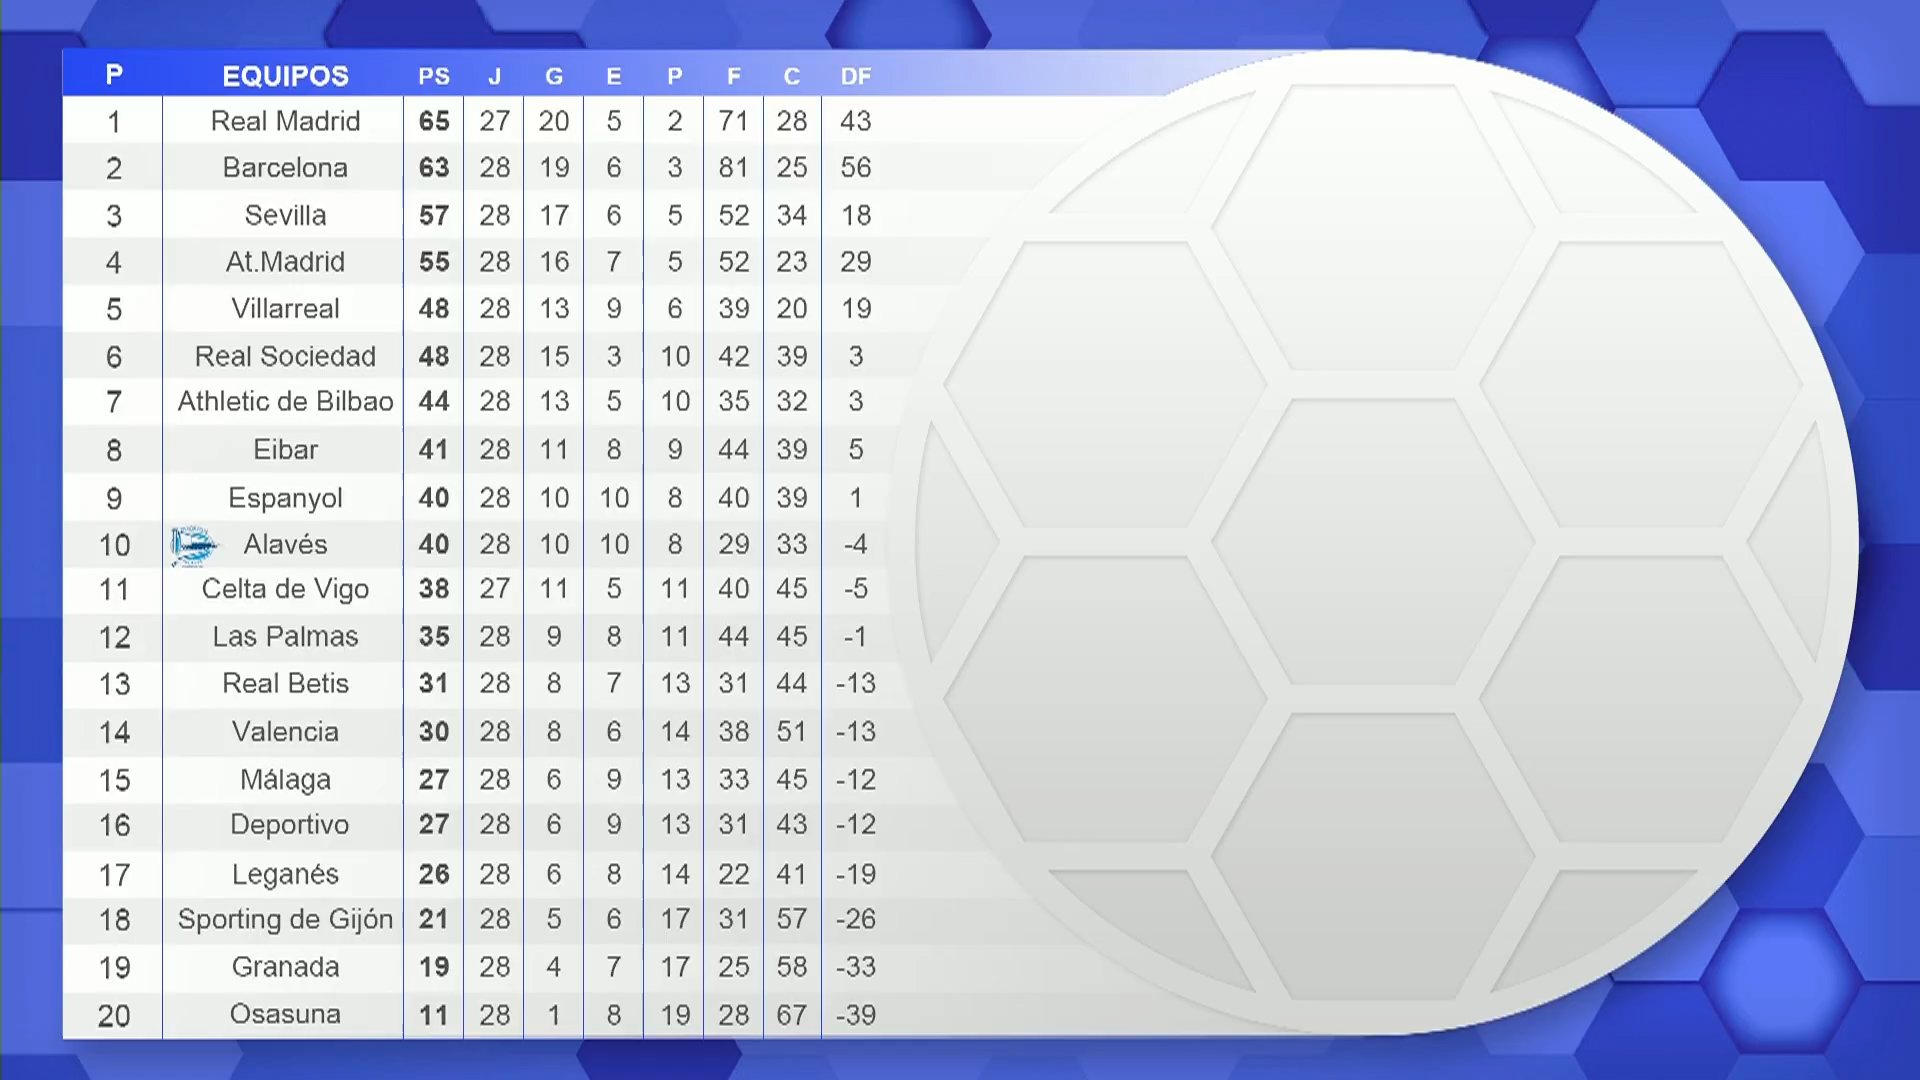 P EQUIPOS PS J G E P F C DF
1 Real Madrid 65 27 20 5 2 71 28 43
2 Barcelona 63 28 19 6 3 81 25 56
3 Sevilla 57 28 17 6 5 52 34 18
4 At.Madrid 55 28 16 7 5 52 23 29
5 Villarreal 48 28 13 9 6 39 20 19
6 Real Sociedad 48 28 15 3 10 42 39 3
7 Athletic de Bilbao 44 28 13 5 10 35 32 3
8 Eibar 41 28 11 8 9 44 39 5
9 Espanyol 40 28 10 10 8 40 39 1
10 Alavés 40 28 10 10 8 29 33 -4
11 Celta de Vigo 38 27 11 5 11 40 45 -5
12 Las Palmas 35 28 9 8 11 44 45 -1
13 Real Betis 31 28 8 7 13 31 44 -13
14 Valencia 30 28 8 6 14 38 51 -13
15 Málaga 27 28 6 9 13 33 45 -12
16 Deportivo 27 28 6 9 13 31 43 -12
17 Leganés 26 28 6 8 14 22 41 -19
18 Sporting de Gijón 21 28 5 6 17 31 57 -26
19 Granada 19 28 4 7 17 25 58 -33
20 Osasuna 11 28 1 8 19 28 67 -39